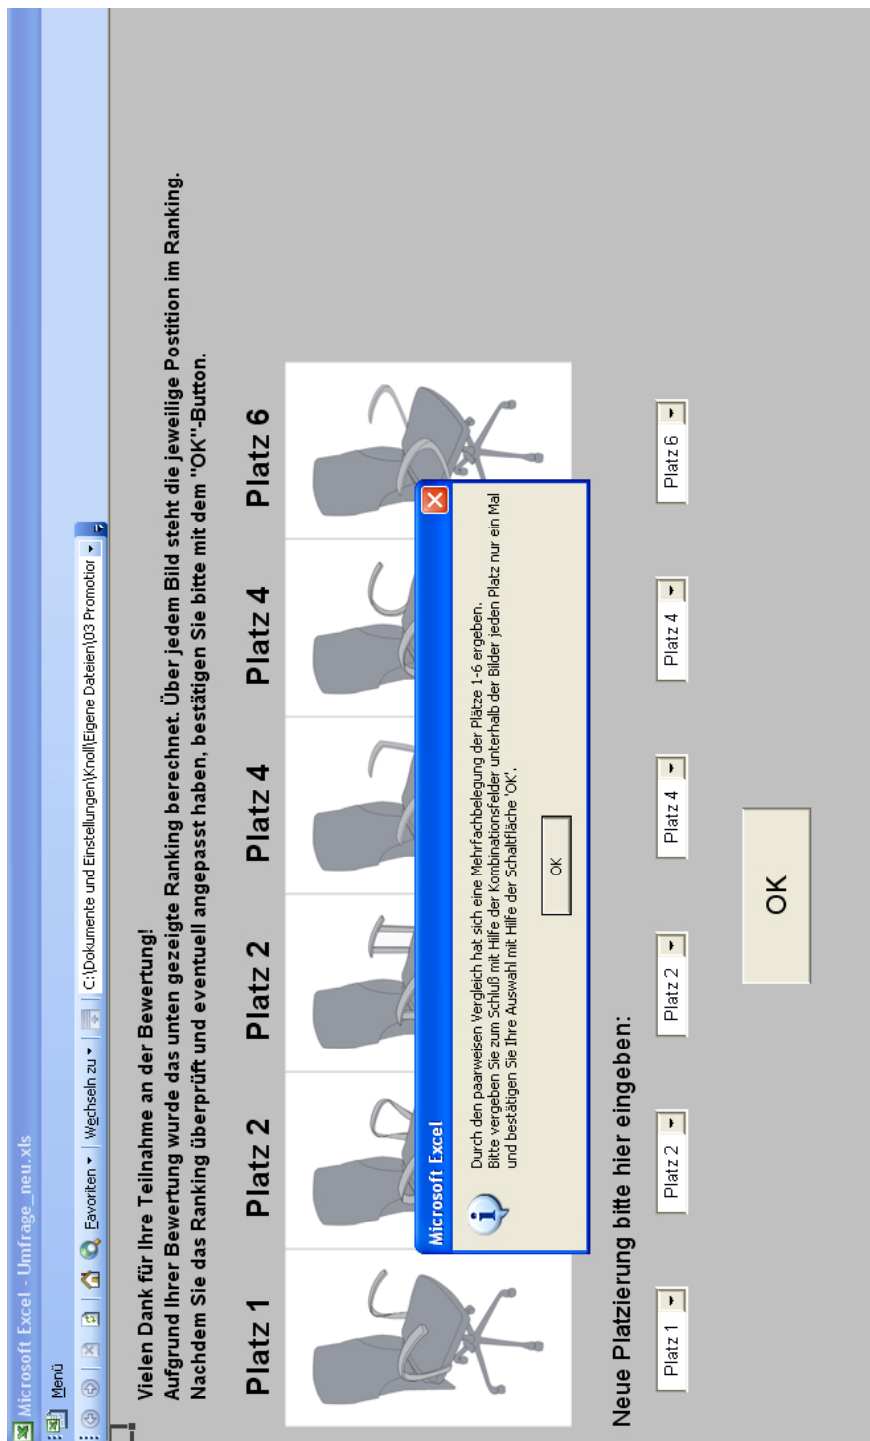 Microsoft Excel - Umfrage_neu.xls
Menü
Favoriten
Wechseln zu
C:\Dokumente und Einstellungen\Knoll\Eigene Dateien\03 Promotior
Vielen Dank für Ihre Teilnahme an der Bewertung!
Aufgrund Ihrer Bewertung wurde das unten gezeigte Ranking berechnet. Über jedem Bild steht die jeweilige Postition im Ranking.
Nachdem Sie das Ranking überprüft und eventuell angepasst haben, bestätigen Sie bitte mit dem "OK"-Button.
Platz 1 Platz 2 Platz 2 Platz 4 Platz 4 Platz 6
Microsoft Excel
Durch den paarweisen Vergleich hat sich eine Mehrfachbelegung der Plätze 1-6 ergeben.
Bitte vergeben Sie zum Schluß mit Hilfe der Kombinationsfelder unterhalb der Bilder jeden Platz nur ein Mal
und bestätigen Sie Ihre Auswahl mit Hilfe der Schaltfläche 'OK'.
OK
Neue Platzierung bitte hier eingeben:
Platz 1 Platz 2 Platz 2 Platz 4 Platz 4 Platz 6
OK